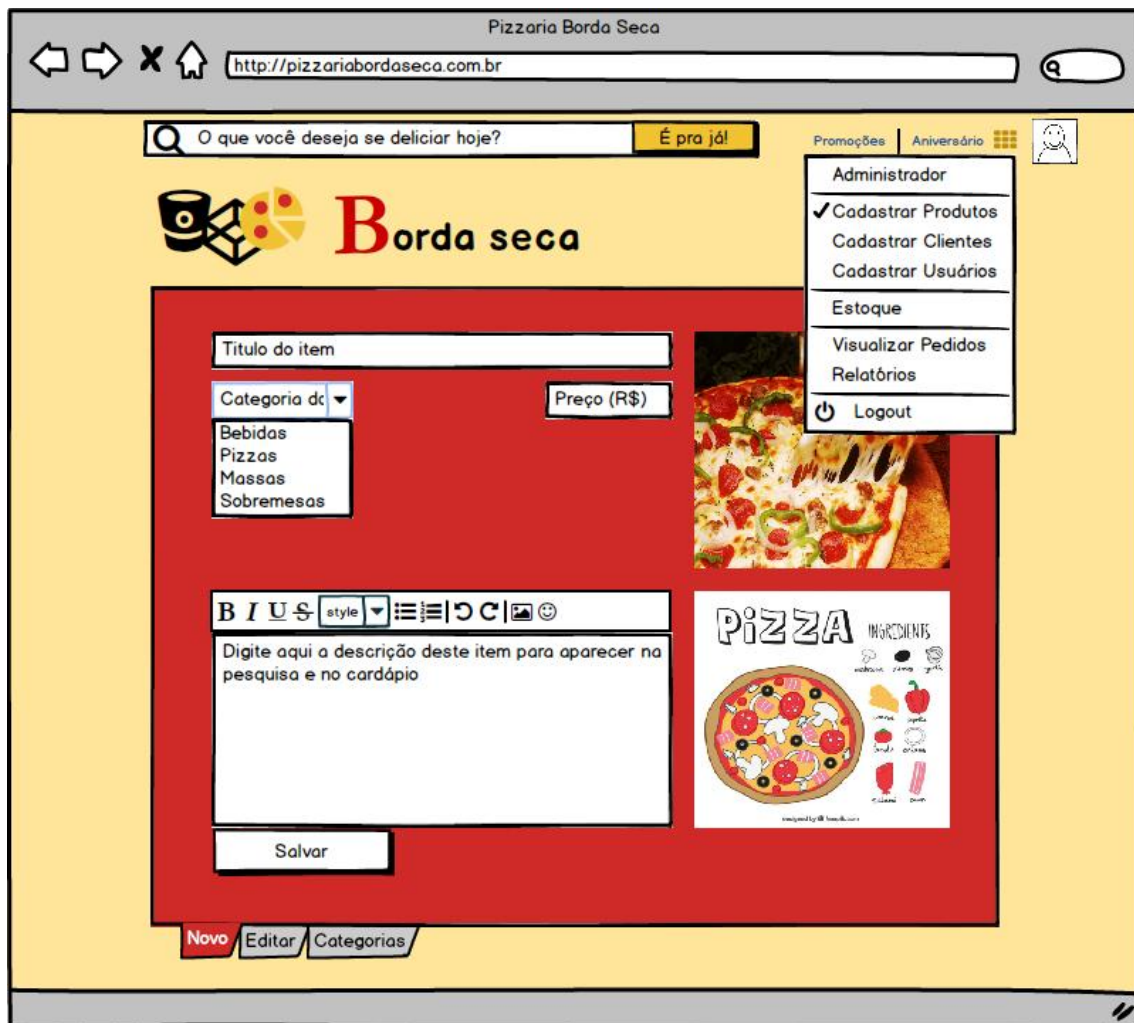 Pizzaria Borda Seca
http://pizzariabordaseca.com.br
O que você deseja se deliciar hoje?
É pra já!
Promoções
Aniversário
Administrador
Cadastrar Produtos
Cadastrar Clientes
Cadastrar Usuários
Estoque
Visualizar Pedidos
Relatórios
Logout
Borda seca
Titulo do item
Categoria do
Preço (R$)
Bebidas
Pizzas
Massas
Sobremesas
B I U S style
Digite aqui a descrição deste item para aparecer na
pesquisa e no cardápio
PIZZA INGREDIENTS
Salvar
Novo
Editar
Categorias